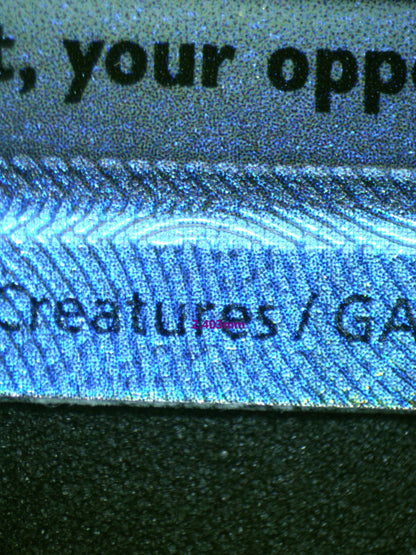 t, your opp
Creatures / GA